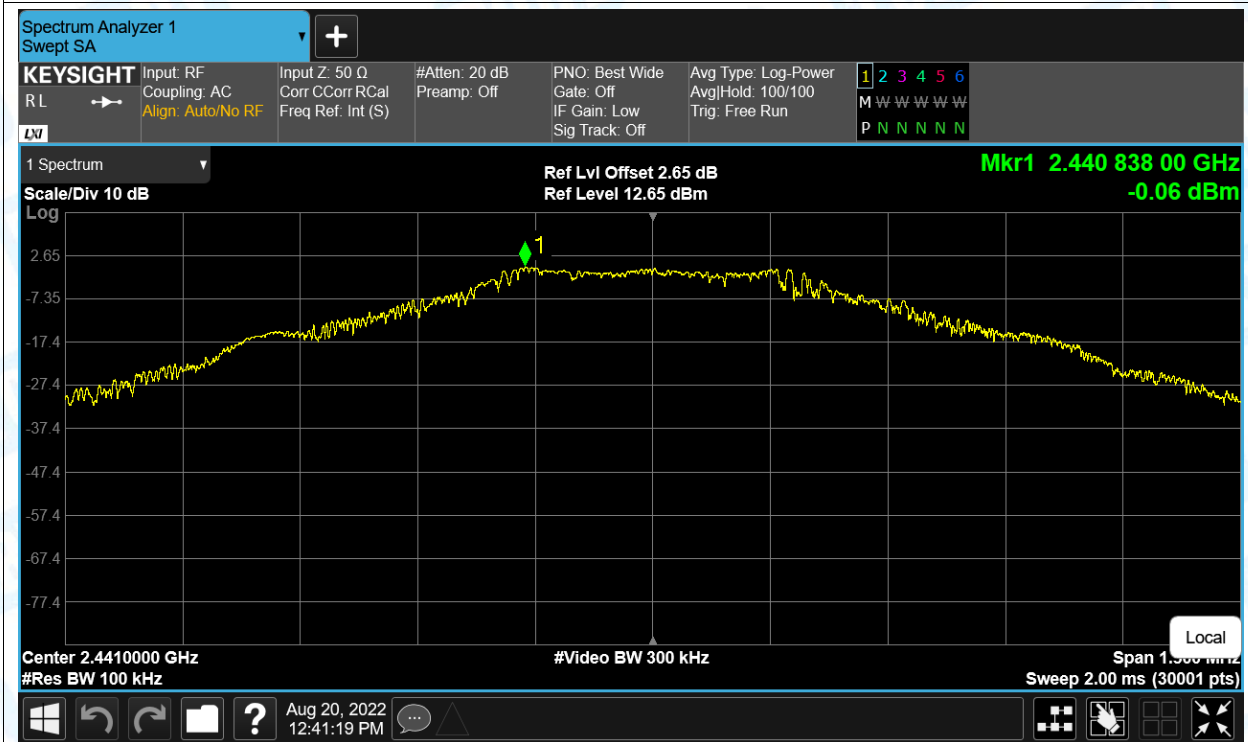 Spectrum Analyzer 1
Swept SA
KEYSIGHT
R L
LXI
Input: RF
Coupling: AC
Align: Auto/No RF
Input Z: 50 Ω
Corr CCorr RCal
Freq Ref: Int (S)
#Atten: 20 dB
Preamp: Off
PNO: Best Wide
Gate: Off
IF Gain: Low
Sig Track: Off
Avg Type: Log-Power
Avg|Hold: 100/100
Trig: Free Run
1 2 3 4 5 6
M W W W W W
P N N N N N
1 Spectrum
Scale/Div 10 dB
Log
Ref Lvl Offset 2.65 dB
Ref Level 12.65 dBm
Mkr1 2.440 838 00 GHz
-0.06 dBm
1
2.65
-7.35
-17.4
-27.4
-37.4
-47.4
-57.4
-67.4
-77.4
Local
Center 2.4410000 GHz
#Video BW 300 kHz
Span
#Res BW 100 kHz
Sweep 2.00 ms (30001 pts)
?
Aug 20, 2022
12:41:19 PM